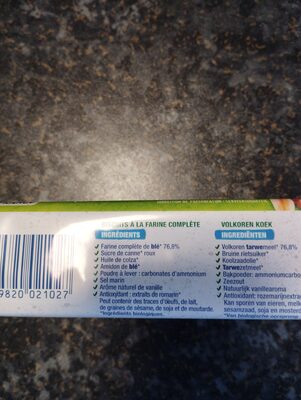 À LA FARINE COMPLÈTE
INGRÉDIENTS
✓ Farine complète de blé* 76,8%
✓ Sucre de canne* roux
✓ Huile de colza*
✓ Amidon de blé*
✓ Poudre à lever : carbonates d'ammonium
✓ Sel marin
✓ Arôme naturel de vanille
✓ Antioxydant : extraits de romarin*
Peut contenir des traces d'œufs, de lait,
de graines de sésame, de soja et de moutarde.
*Ingrédients biologiques.
VOLKOREN KOEK
INGREDIËNTEN
✓ Volkoren tarwemeel* 76,8%
✓ Bruine rietsuiker*
✓ Koolzaadolie*
✓ Tarwezetmeel*
✓ Bakpoeder: ammoniumcarbo
✓ Zeezout
✓ Natuurlijk vanillearoma
✓ Antioxidant: rozemarijnextra
Kan sporen van eieren, me
sesamzaad, soja en moster
*Van biologische oorsprong
9820 021027